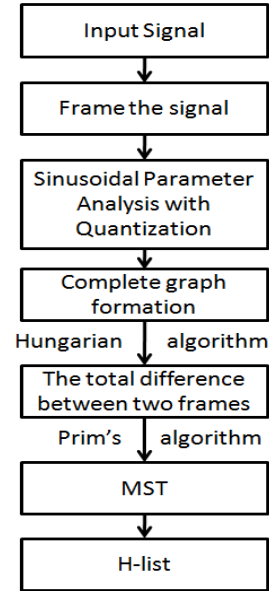 Input Signal
Frame the signal
Sinusoidal Parameter
Analysis with
Quantization
Complete graph
formation
Hungarian algorithm
The total difference
between two frames
Prim's algorithm
MST
H-list